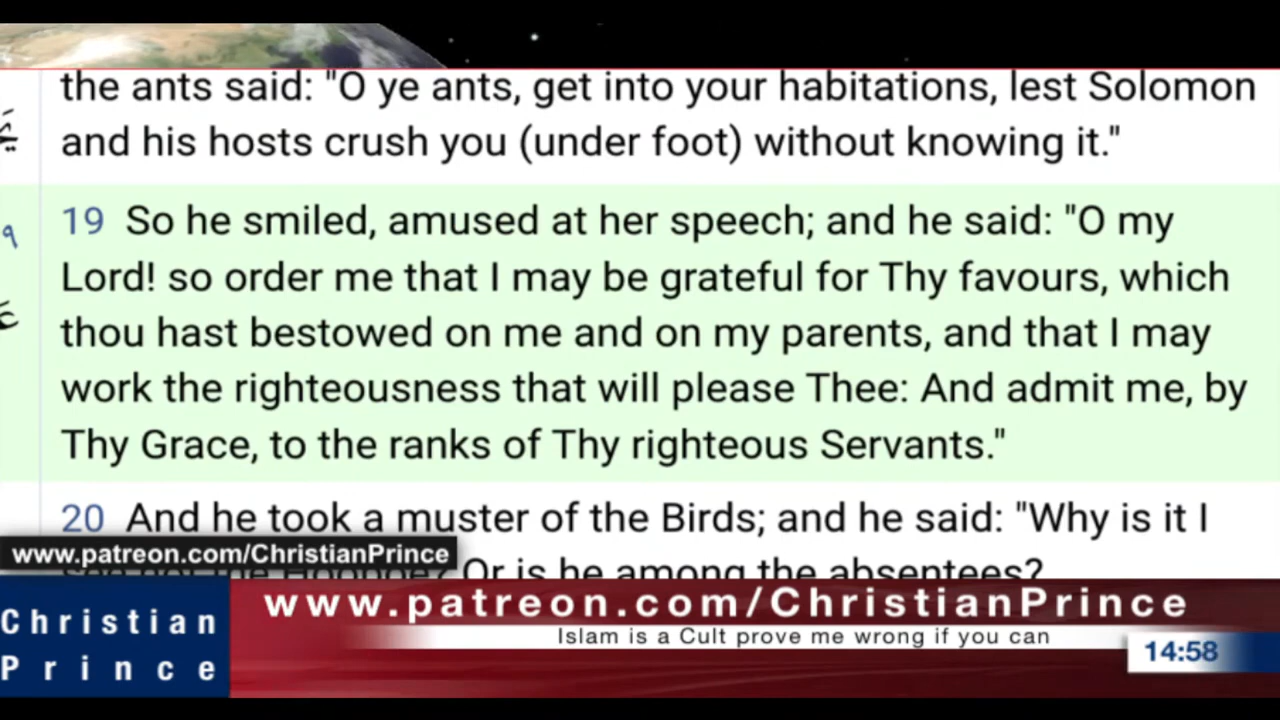 the ants said: "O ye ants, get into your habitations, lest Solomon
and his hosts crush you (under foot) without knowing it."
19 So he smiled, amused at her speech; and he said: "O my
Lord! so order me that I may be grateful for Thy favours, which
thou hast bestowed on me and on my parents, and that I may
work the righteousness that will please Thee: And admit me, by
Thy Grace, to the ranks of Thy righteous Servants."
20 And he took a muster of the Birds; and he said: "Why is it I
www.patreon.com/ChristianPrince
see not the Hoopoe? Or is he among the absentees?
www.patreon.com/ChristianPrince
Islam is a Cult prove me wrong if you can
Christian
Prince
14:58